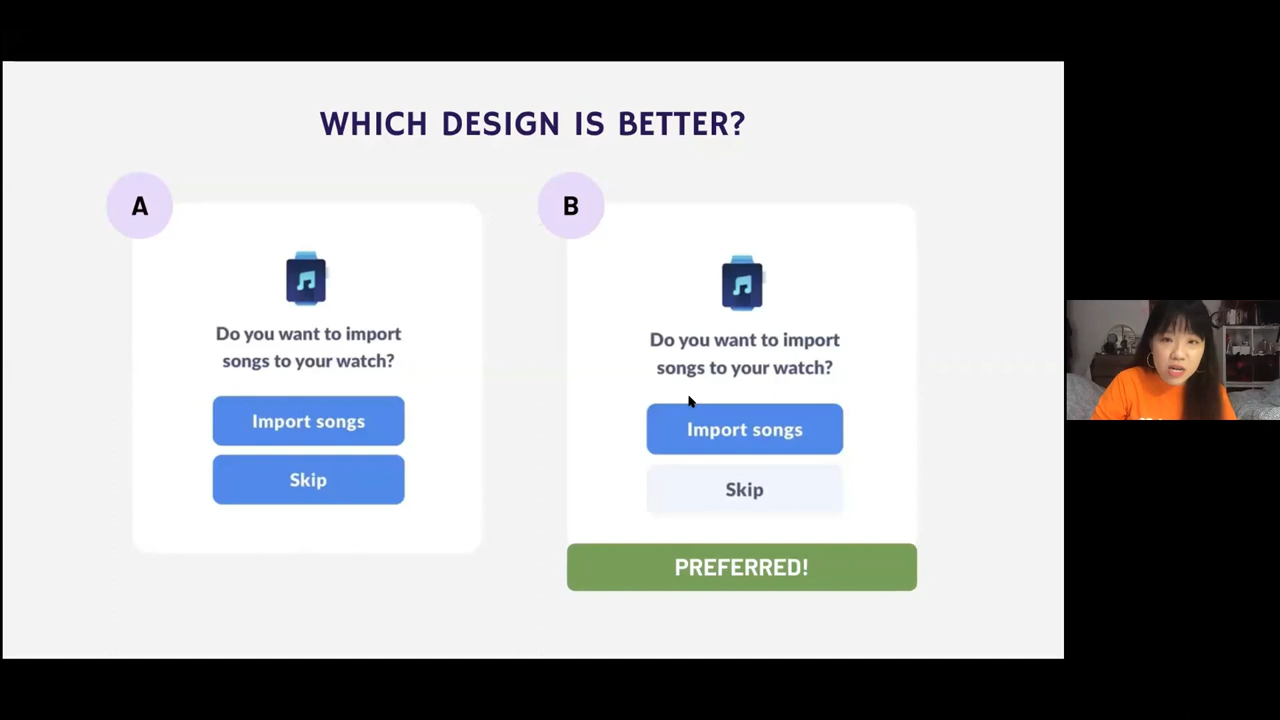 WHICH DESIGN IS BETTER?
A
Do you want to import
songs to your watch?
Import songs
Skip
B
Do you want to import
songs to your watch?
Import songs
Skip
PREFERRED!